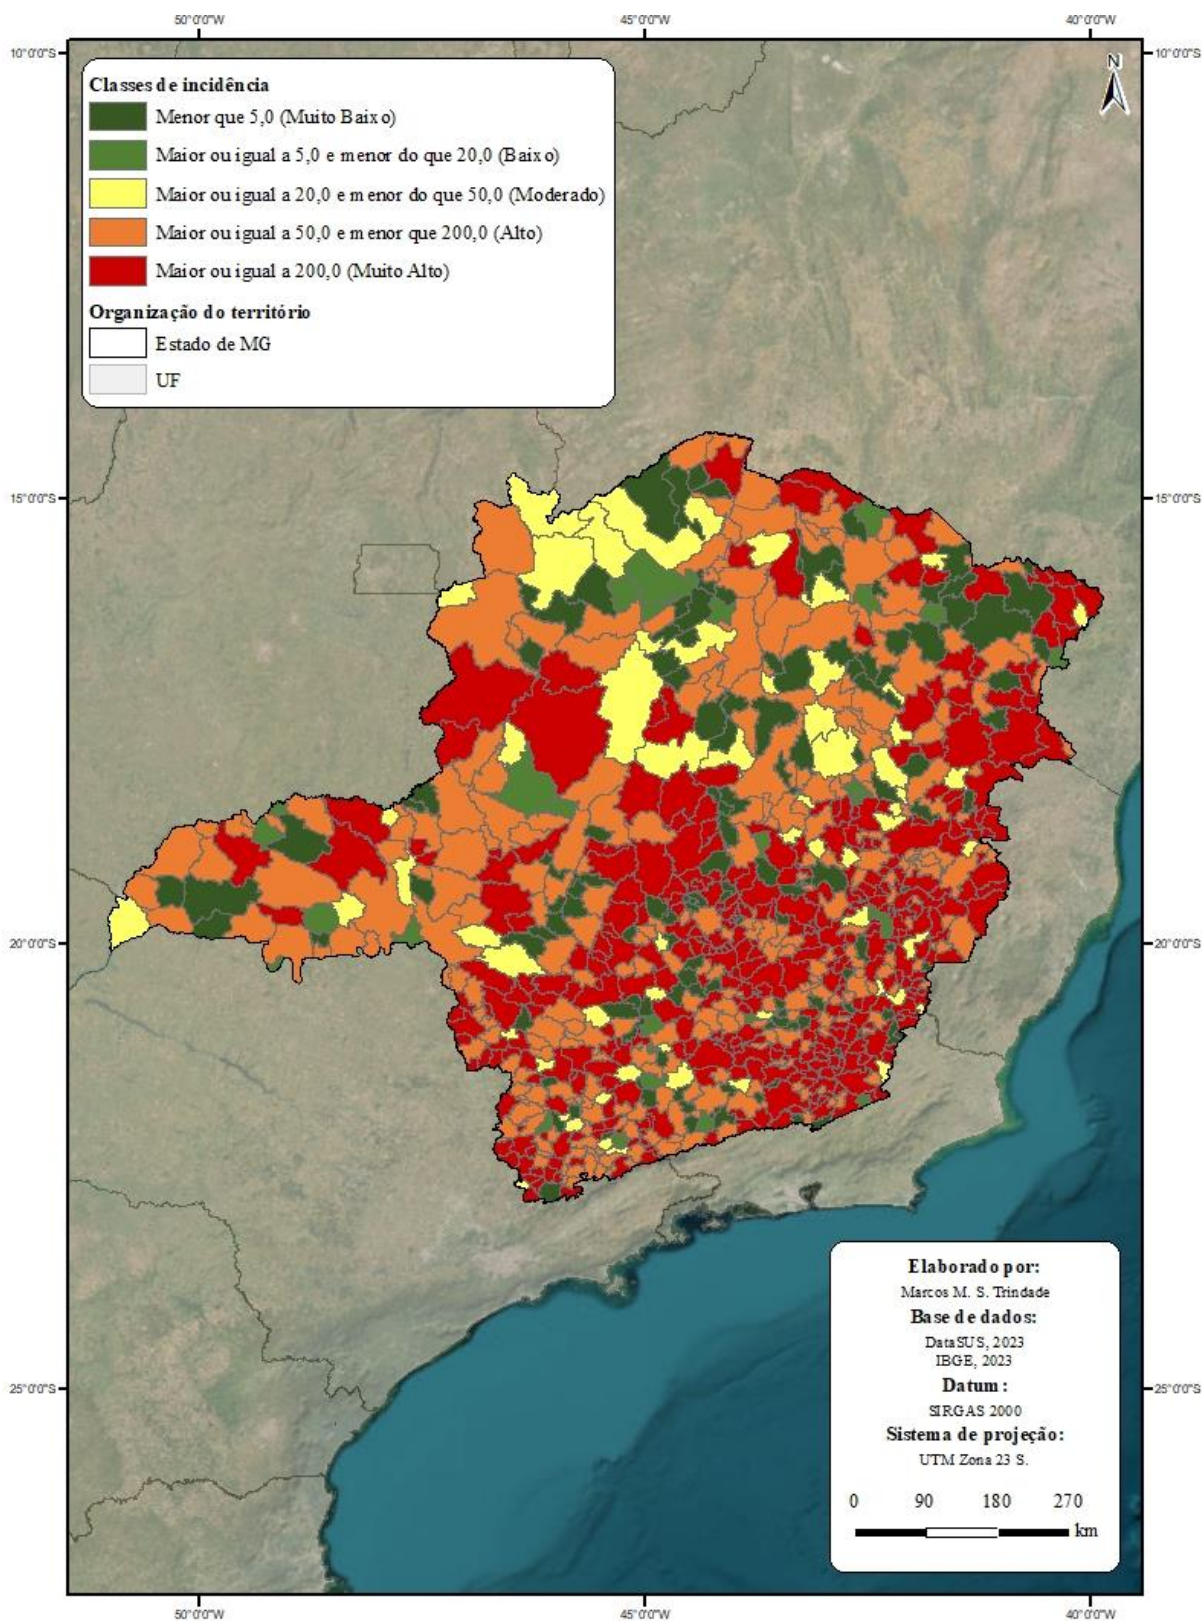 50°0'0"W 45°0'0"W 40°0'0"W
10°0'0"S 10°0'0"S
N
Classes de incidência
Menor que 5,0 (Muito Baixo)
Maior ou igual a 5,0 e menor do que 20,0 (Baixo)
Maior ou igual a 20,0 e menor do que 50,0 (Moderado)
Maior ou igual a 50,0 e menor que 200,0 (Alto)
Maior ou igual a 200,0 (Muito Alto)
Organização do território
Estado de MG
UF
15°0'0"S 15°0'0"S
20°0'0"S 20°0'0"S
Elaborado por:
Marcos M. S. Trindade
Base de dados:
DataSUS, 2023
IBGE, 2023
Datum :
SIRGAS 2000
Sistema de projeção:
UTM Zona 23 S.
0 90 180 270
km
25°0'0"S 25°0'0"S
50°0'0"W 45°0'0"W 40°0'0"W